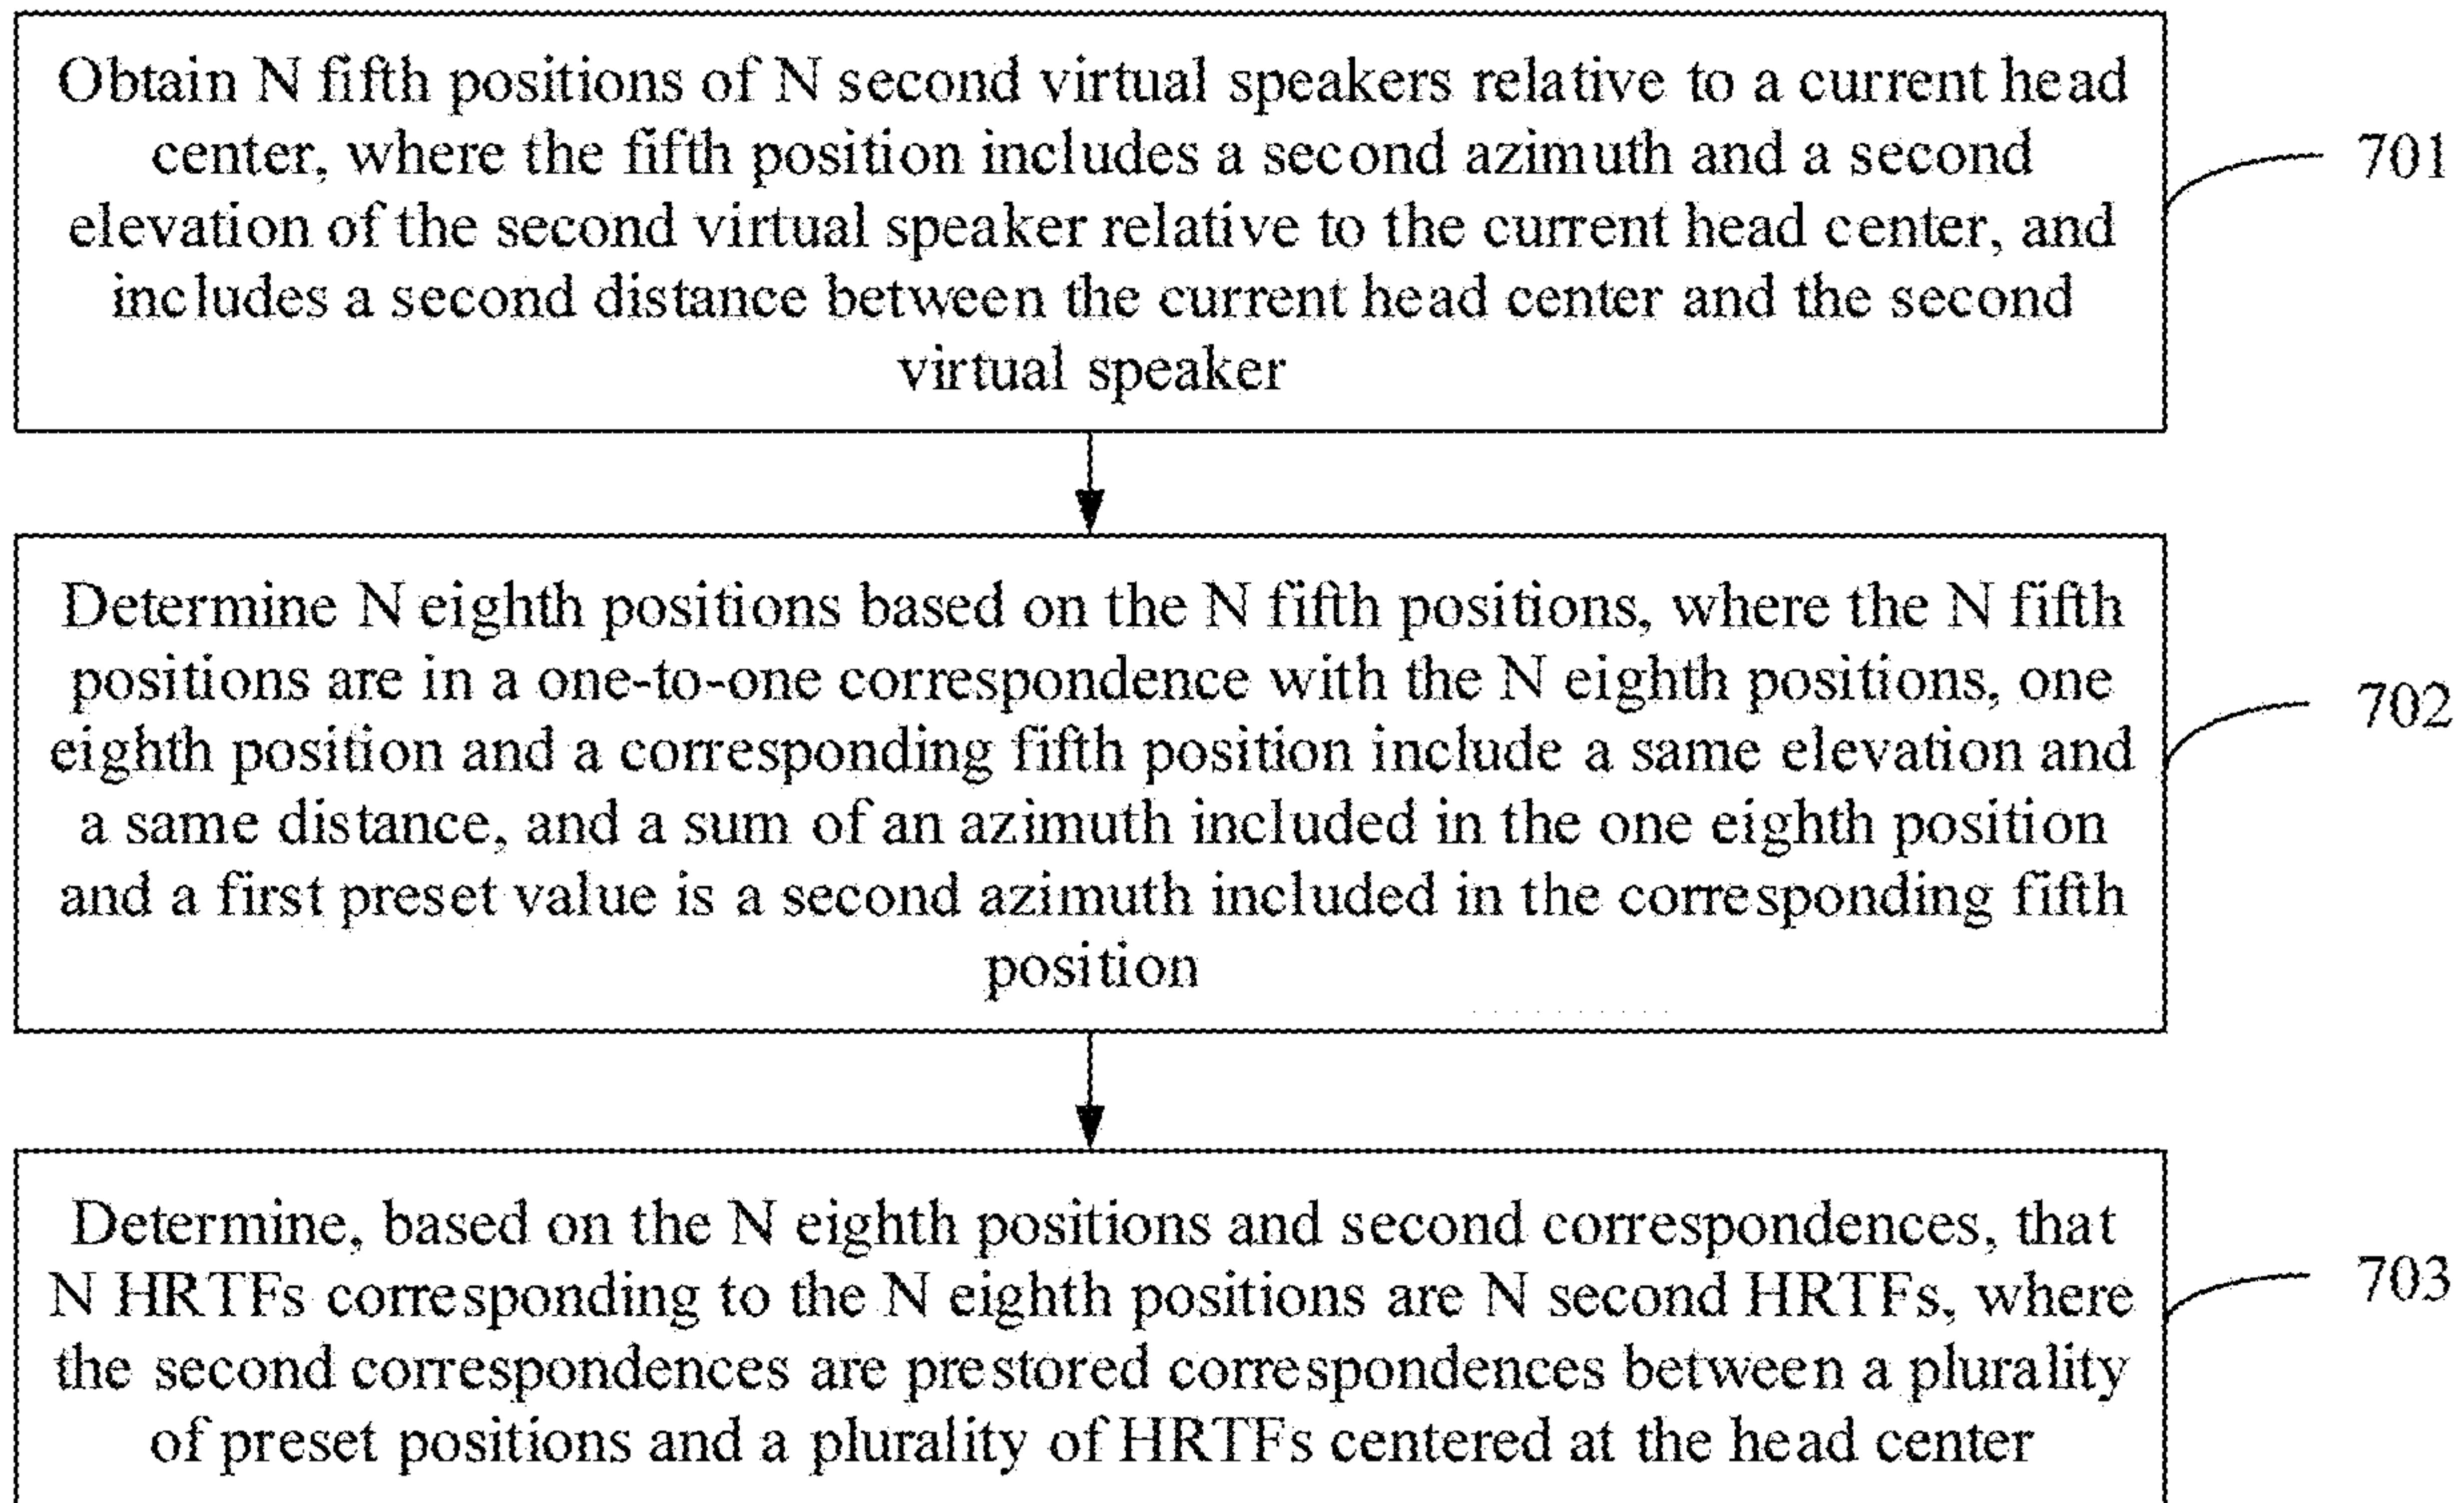 Obtain N fifth positions of N second virtual speakers relative to a current head
center, where the fifth position includes a second azimuth and a second
elevation of the second virtual speaker relative to the current head center, and
includes a second distance between the current head center and the second
virtual speaker
701
Determine N eighth positions based on the N fifth positions, where the N fifth
positions are in a one-to-one correspondence with the N eighth positions, one
eighth position and a corresponding fifth position include a same elevation and
a same distance, and a sum of an azimuth included in the one eighth position
and a first preset value is a second azimuth included in the corresponding fifth
position
702
Determine, based on the N eighth positions and second correspondences, that
N HRTFs corresponding to the N eighth positions are N second HRTFs, where
the second correspondences are prestored correspondences between a plurality
of preset positions and a plurality of HRTFs centered at the head center
703